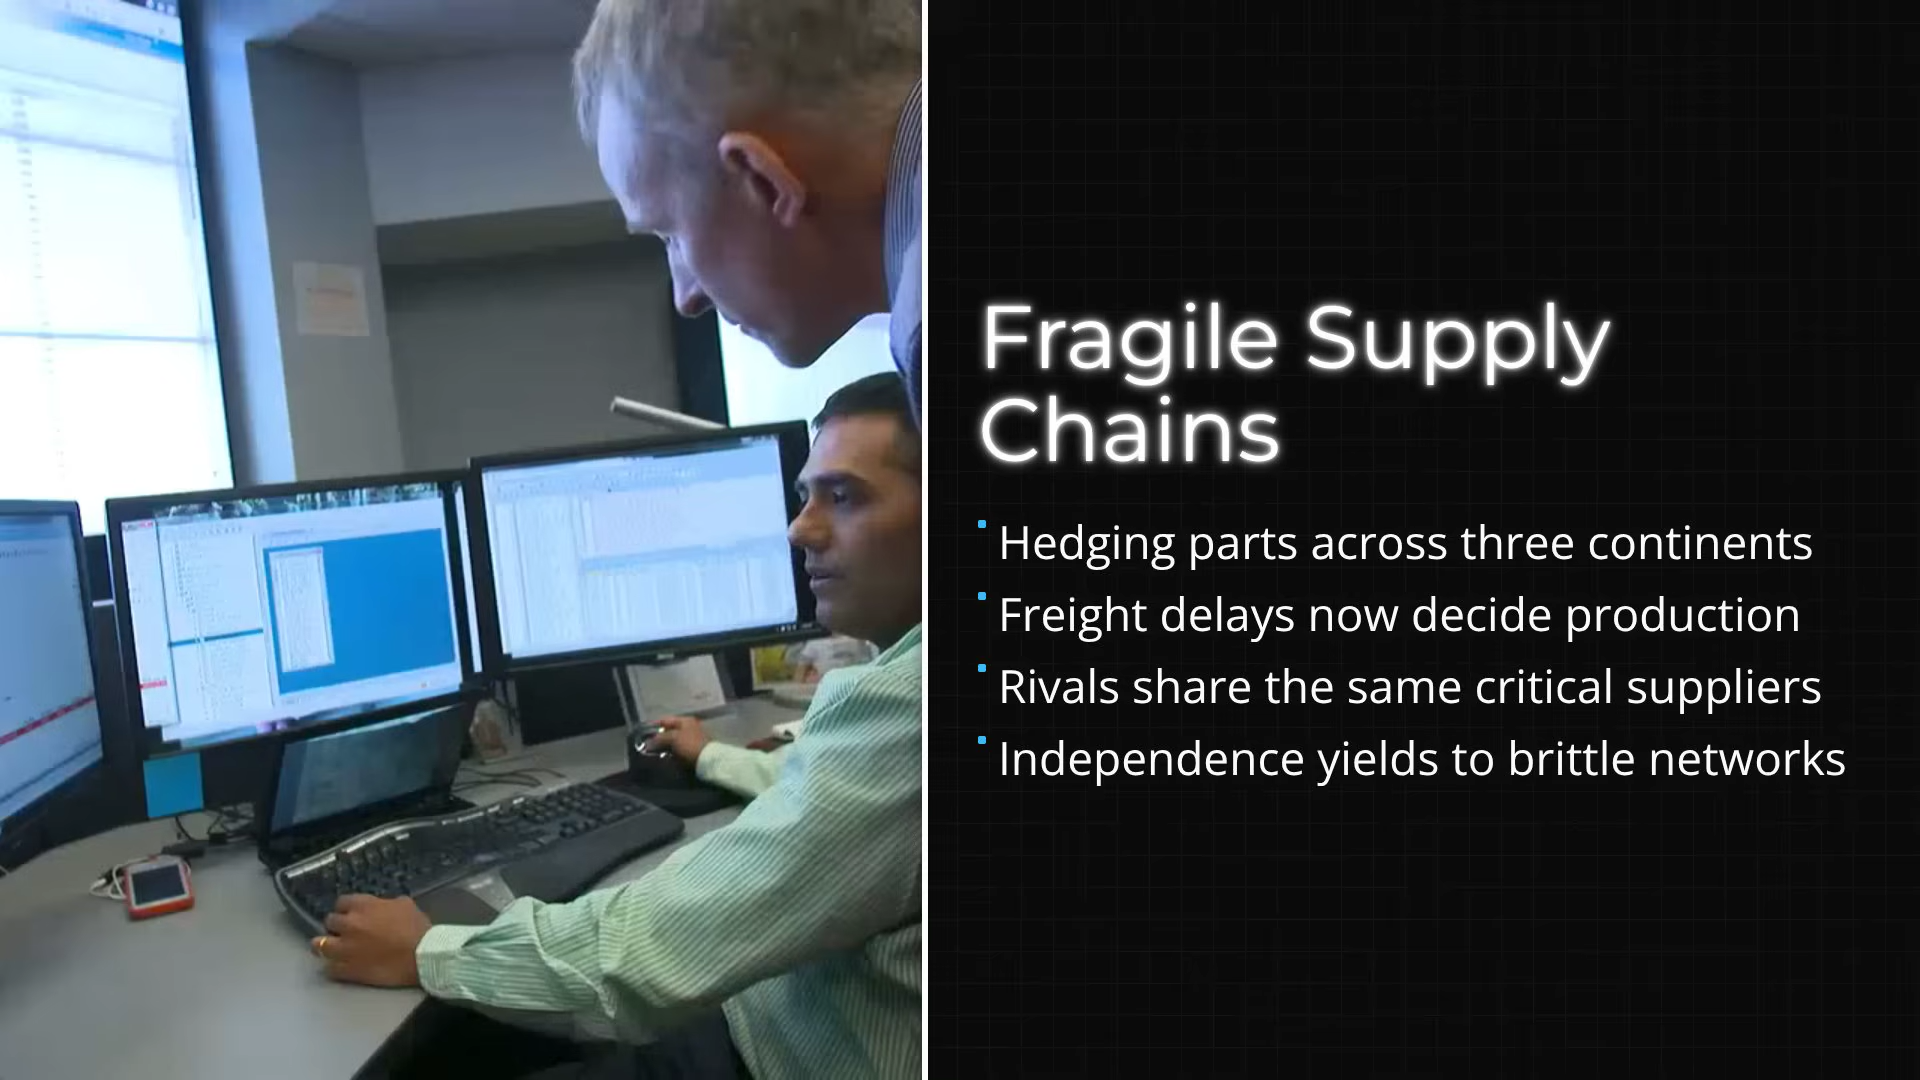 Fragile Supply
Chains
Hedging parts across three continents
Freight delays now decide production
Rivals share the same critical suppliers
Independence yields to brittle networks